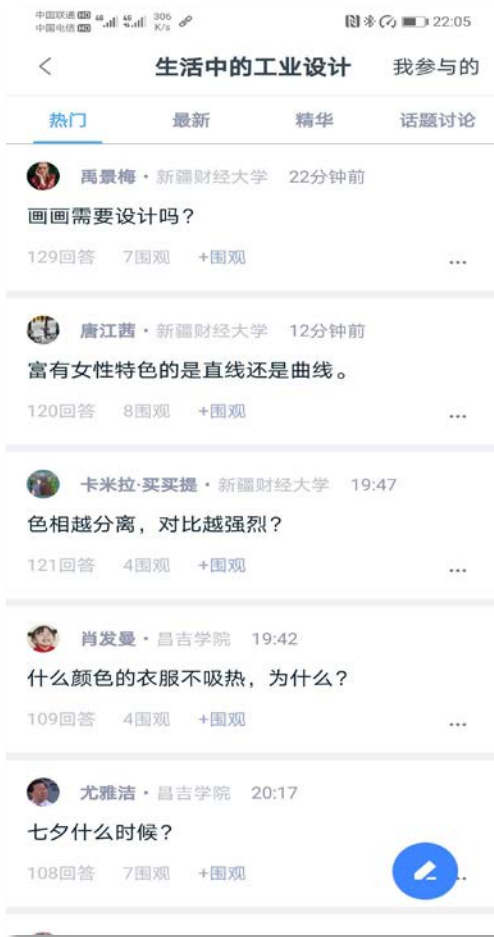 中国联通 HD 46 46 306 22:05
中国电信 HD K/s
生活中的工业设计 我参与的
热门 最新 精华 话题讨论
禹景梅·新疆财经大学 22分钟前
画画需要设计吗？
129回答 7围观 +围观 ...
唐江茜·新疆财经大学 12分钟前
富有女性特色的是直线还是曲线。
120回答 8围观 +围观 ...
卡米拉·买买提·新疆财经大学 19:47
色相越分离，对比越强烈？
121回答 4围观 +围观 ...
肖发曼·昌吉学院 19:42
什么颜色的衣服不吸热，为什么？
109回答 4围观 +围观 ...
尤雅洁·昌吉学院 20:17
七夕什么时候？
108回答 7围观 +围观